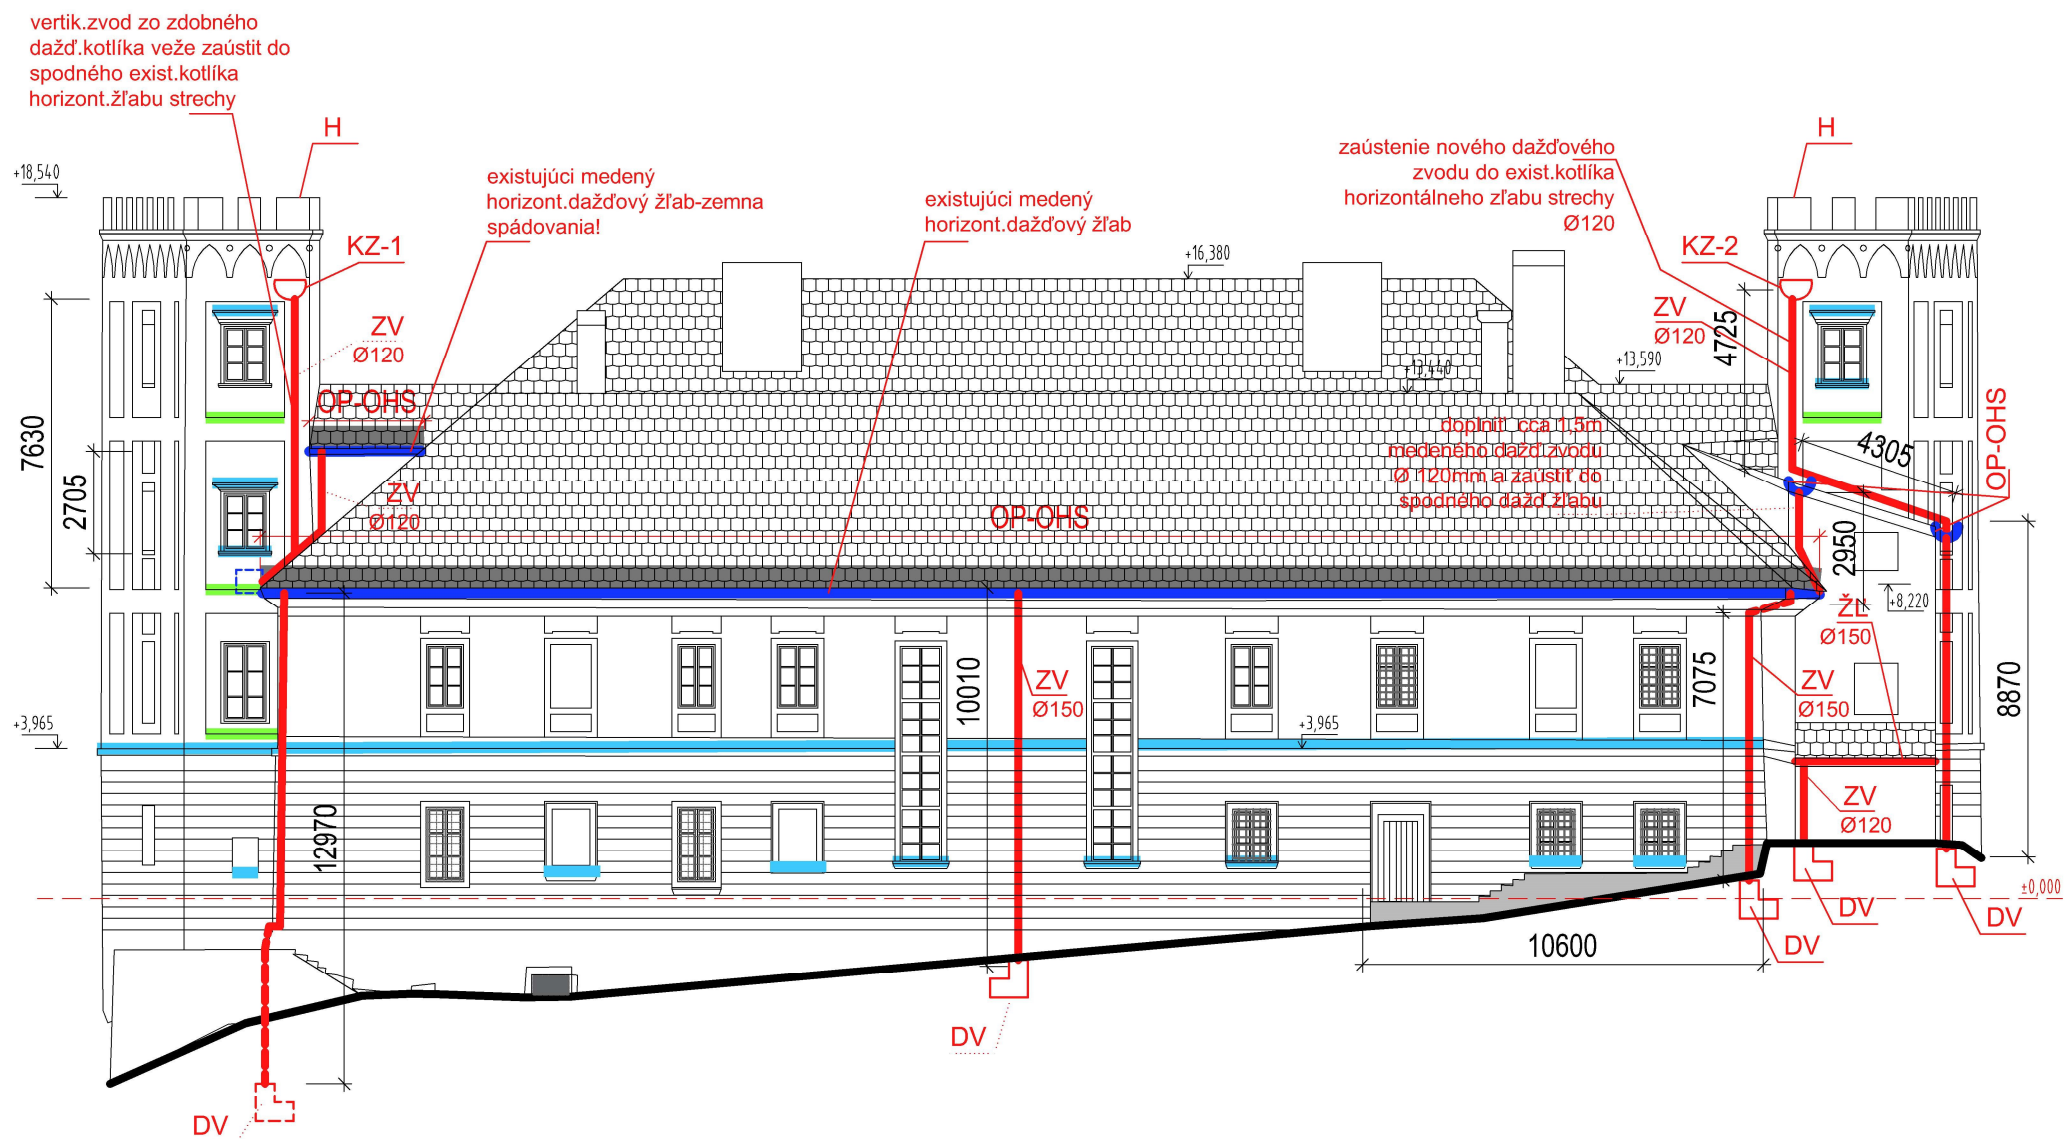 vertik.zvod zo zdobného
dažď.kotlíka veže zaústit do
spodného exist.kotlíka
horizont.žľabu strechy
H
+18,540
KZ-1
existujúci medený
horizont.dažďový žľab-zemna
spádovania!
existujúci medený
horizont.dažďový žľab
zaústenie nového dažďového
zvodu do exist.kotlíka
horizontálneho zľabu strechy
Ø120
H
KZ-2
+16,380
ZV
Ø120
ZV
Ø120
4725
+13,440
+13,590
OP-OHS
7630
2705
ZV
Ø120
doplniť cca 1,5m
medeného dažď.zvodu
Ø 120mm a zaústiť do
spodného dažď.žľabu
4305
OP-OHS
OP-OHS
2950
+8,220
ŽĽ
Ø150
10010
ZV
Ø150
7075
ZV
Ø150
8870
+3,965
+3,965
12970
ZV
Ø120
±0,000
DV
DV
DV
10600
DV
DV